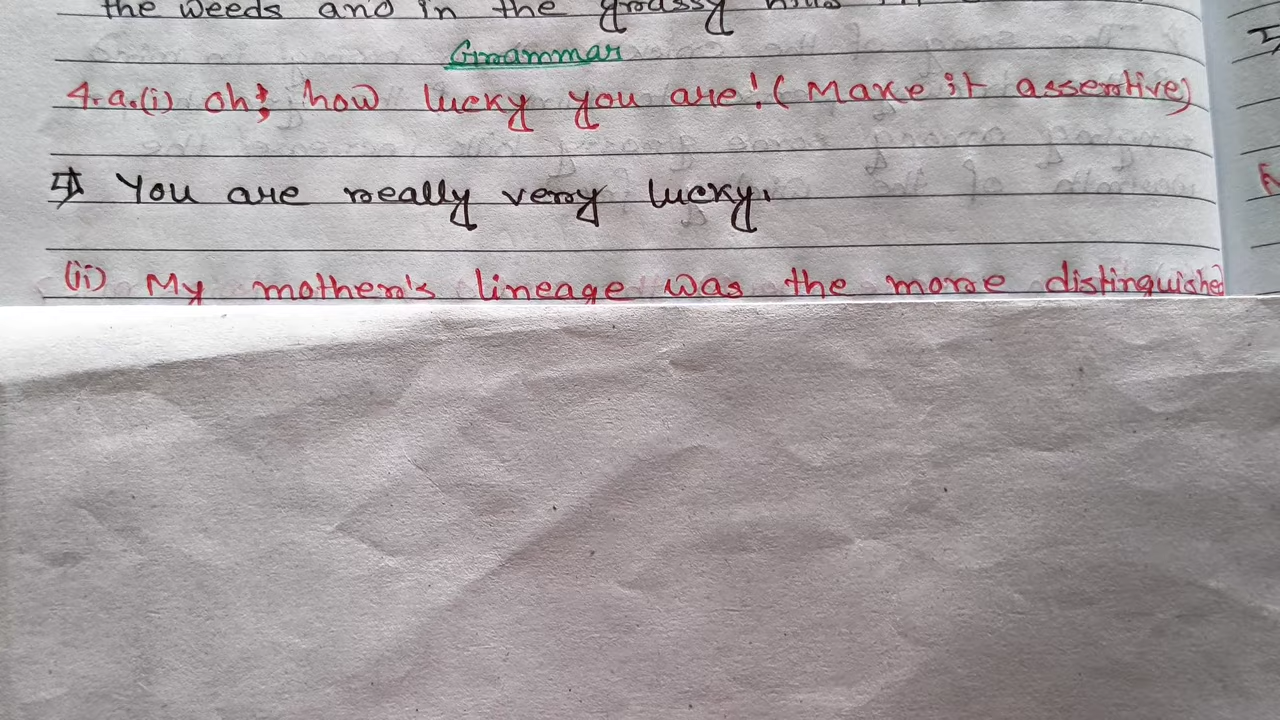 the weeds and in the grassy
Grammar
4.a.(i) Oh; how lucky you are! (Make it assertive)
⇒ You are really very lucky.
(ii) My mother's lineage was the more distinguished